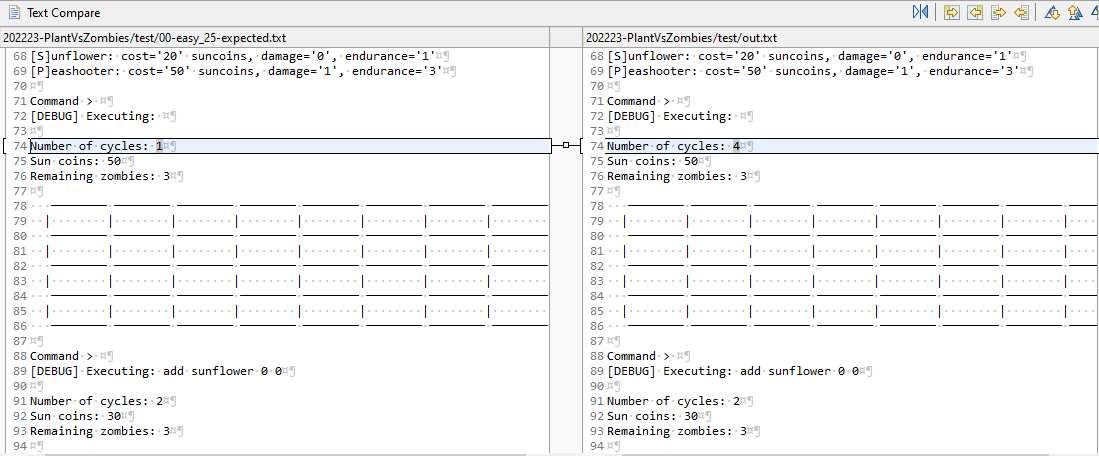 Text Compare
202223-PlantVsZombies/test/00-easy_25-expected.txt
68 [S]unflower: cost='20' suncoins, damage='0', endurance='1'¤¶
69 [P]eashooter: cost='50' suncoins, damage='1', endurance='3'¤¶
70 ¤¶
71 Command > ¤¶
72 [DEBUG] Executing: ¤¶
73 ¤¶
74 Number of cycles: 1¤¶
75 Sun coins: 50¤¶
76 Remaining zombies: 3¤¶
77 ¤¶
78
79
80
81
82
83
84
85
86
87 ¤¶
88 Command > ¤¶
89 [DEBUG] Executing: add sunflower 0 0¤¶
90 ¤¶
91 Number of cycles: 2¤¶
92 Sun coins: 30¤¶
93 Remaining zombies: 3¤¶
94 ¤¶
202223-PlantVsZombies/test/out.txt
68 [S]unflower: cost='20' suncoins, damage='0', endurance='1'¤¶
69 [P]eashooter: cost='50' suncoins, damage='1', endurance='3'¤¶
70 ¤¶
71 Command > ¤¶
72 [DEBUG] Executing: ¤¶
73 ¤¶
74 Number of cycles: 4¤¶
75 Sun coins: 50¤¶
76 Remaining zombies: 3¤¶
77 ¤¶
78
79
80
81
82
83
84
85
86
87 ¤¶
88 Command > ¤¶
89 [DEBUG] Executing: add sunflower 0 0¤¶
90 ¤¶
91 Number of cycles: 2¤¶
92 Sun coins: 30¤¶
93 Remaining zombies: 3¤¶
94 ¤¶